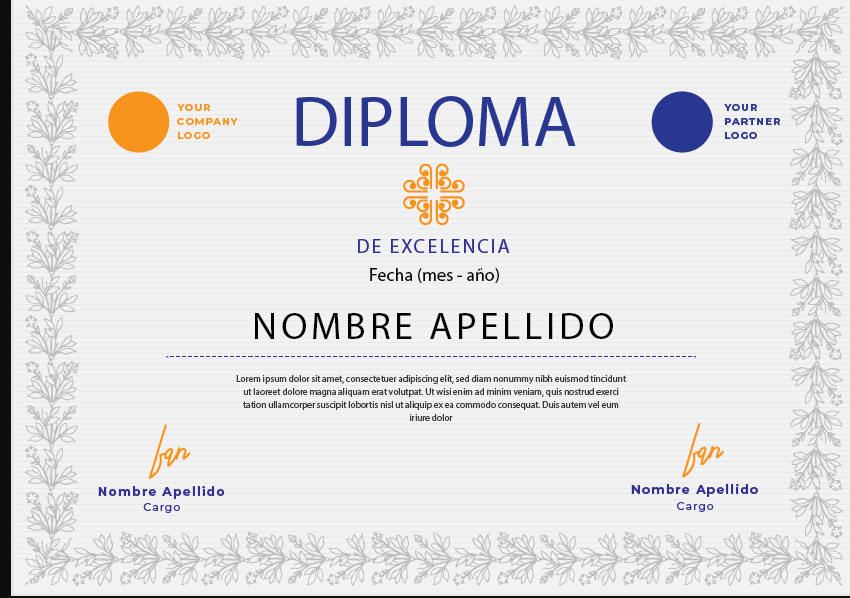 YOUR
COMPANY
LOGO
DIPLOMA
YOUR
PARTNER
LOGO
DE EXCELENCIA
Fecha (mes - año)
NOMBRE APELLIDO
Lorem ipsum dolor sit amet, consectetuer adipiscing elit, sed diam nonummy nibh euismod tincidunt
ut laoreet dolore magna aliquam erat volutpat. Ut wisi enim ad minim veniam, quis nostrud exerci
tation ullamcorper suscipit lobortis nisl ut aliquip ex ea commodo consequat. Duis autem vel eum
iriure dolor
Nombre Apellido
Cargo
Nombre Apellido
Cargo